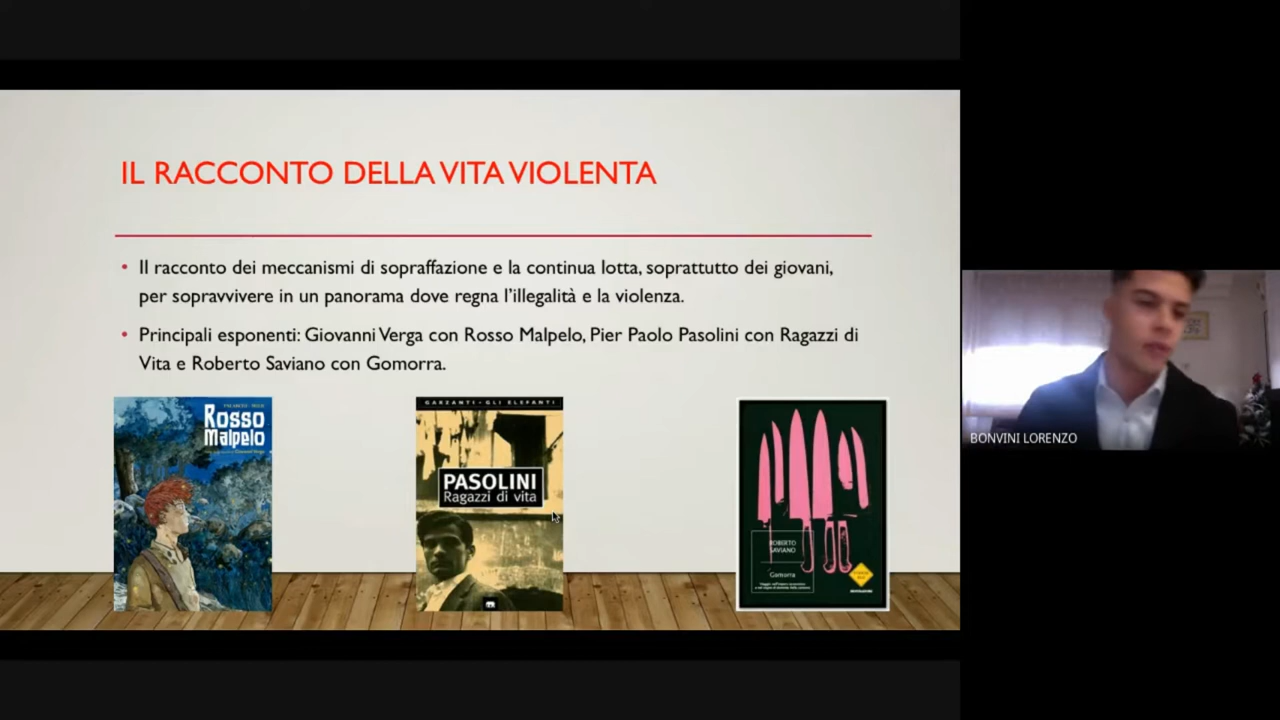 IL RACCONTO DELLA VITA VIOLENTA
• Il racconto dei meccanismi di sopraffazione e la continua lotta, soprattutto dei giovani,
per sopravvivere in un panorama dove regna l'illegalità e la violenza.
• Principali esponenti: Giovanni Verga con Rosso Malpelo, Pier Paolo Pasolini con Ragazzi di
Vita e Roberto Saviano con Gomorra.
Rosso
Malpelo
Giovanni Verga
GARZANTI - GLI ELEFANTI
PASOLINI
Ragazzi di vita
ROBERTO
SAVIANO
Gomorra
MONDADORI
BONVINI LORENZO